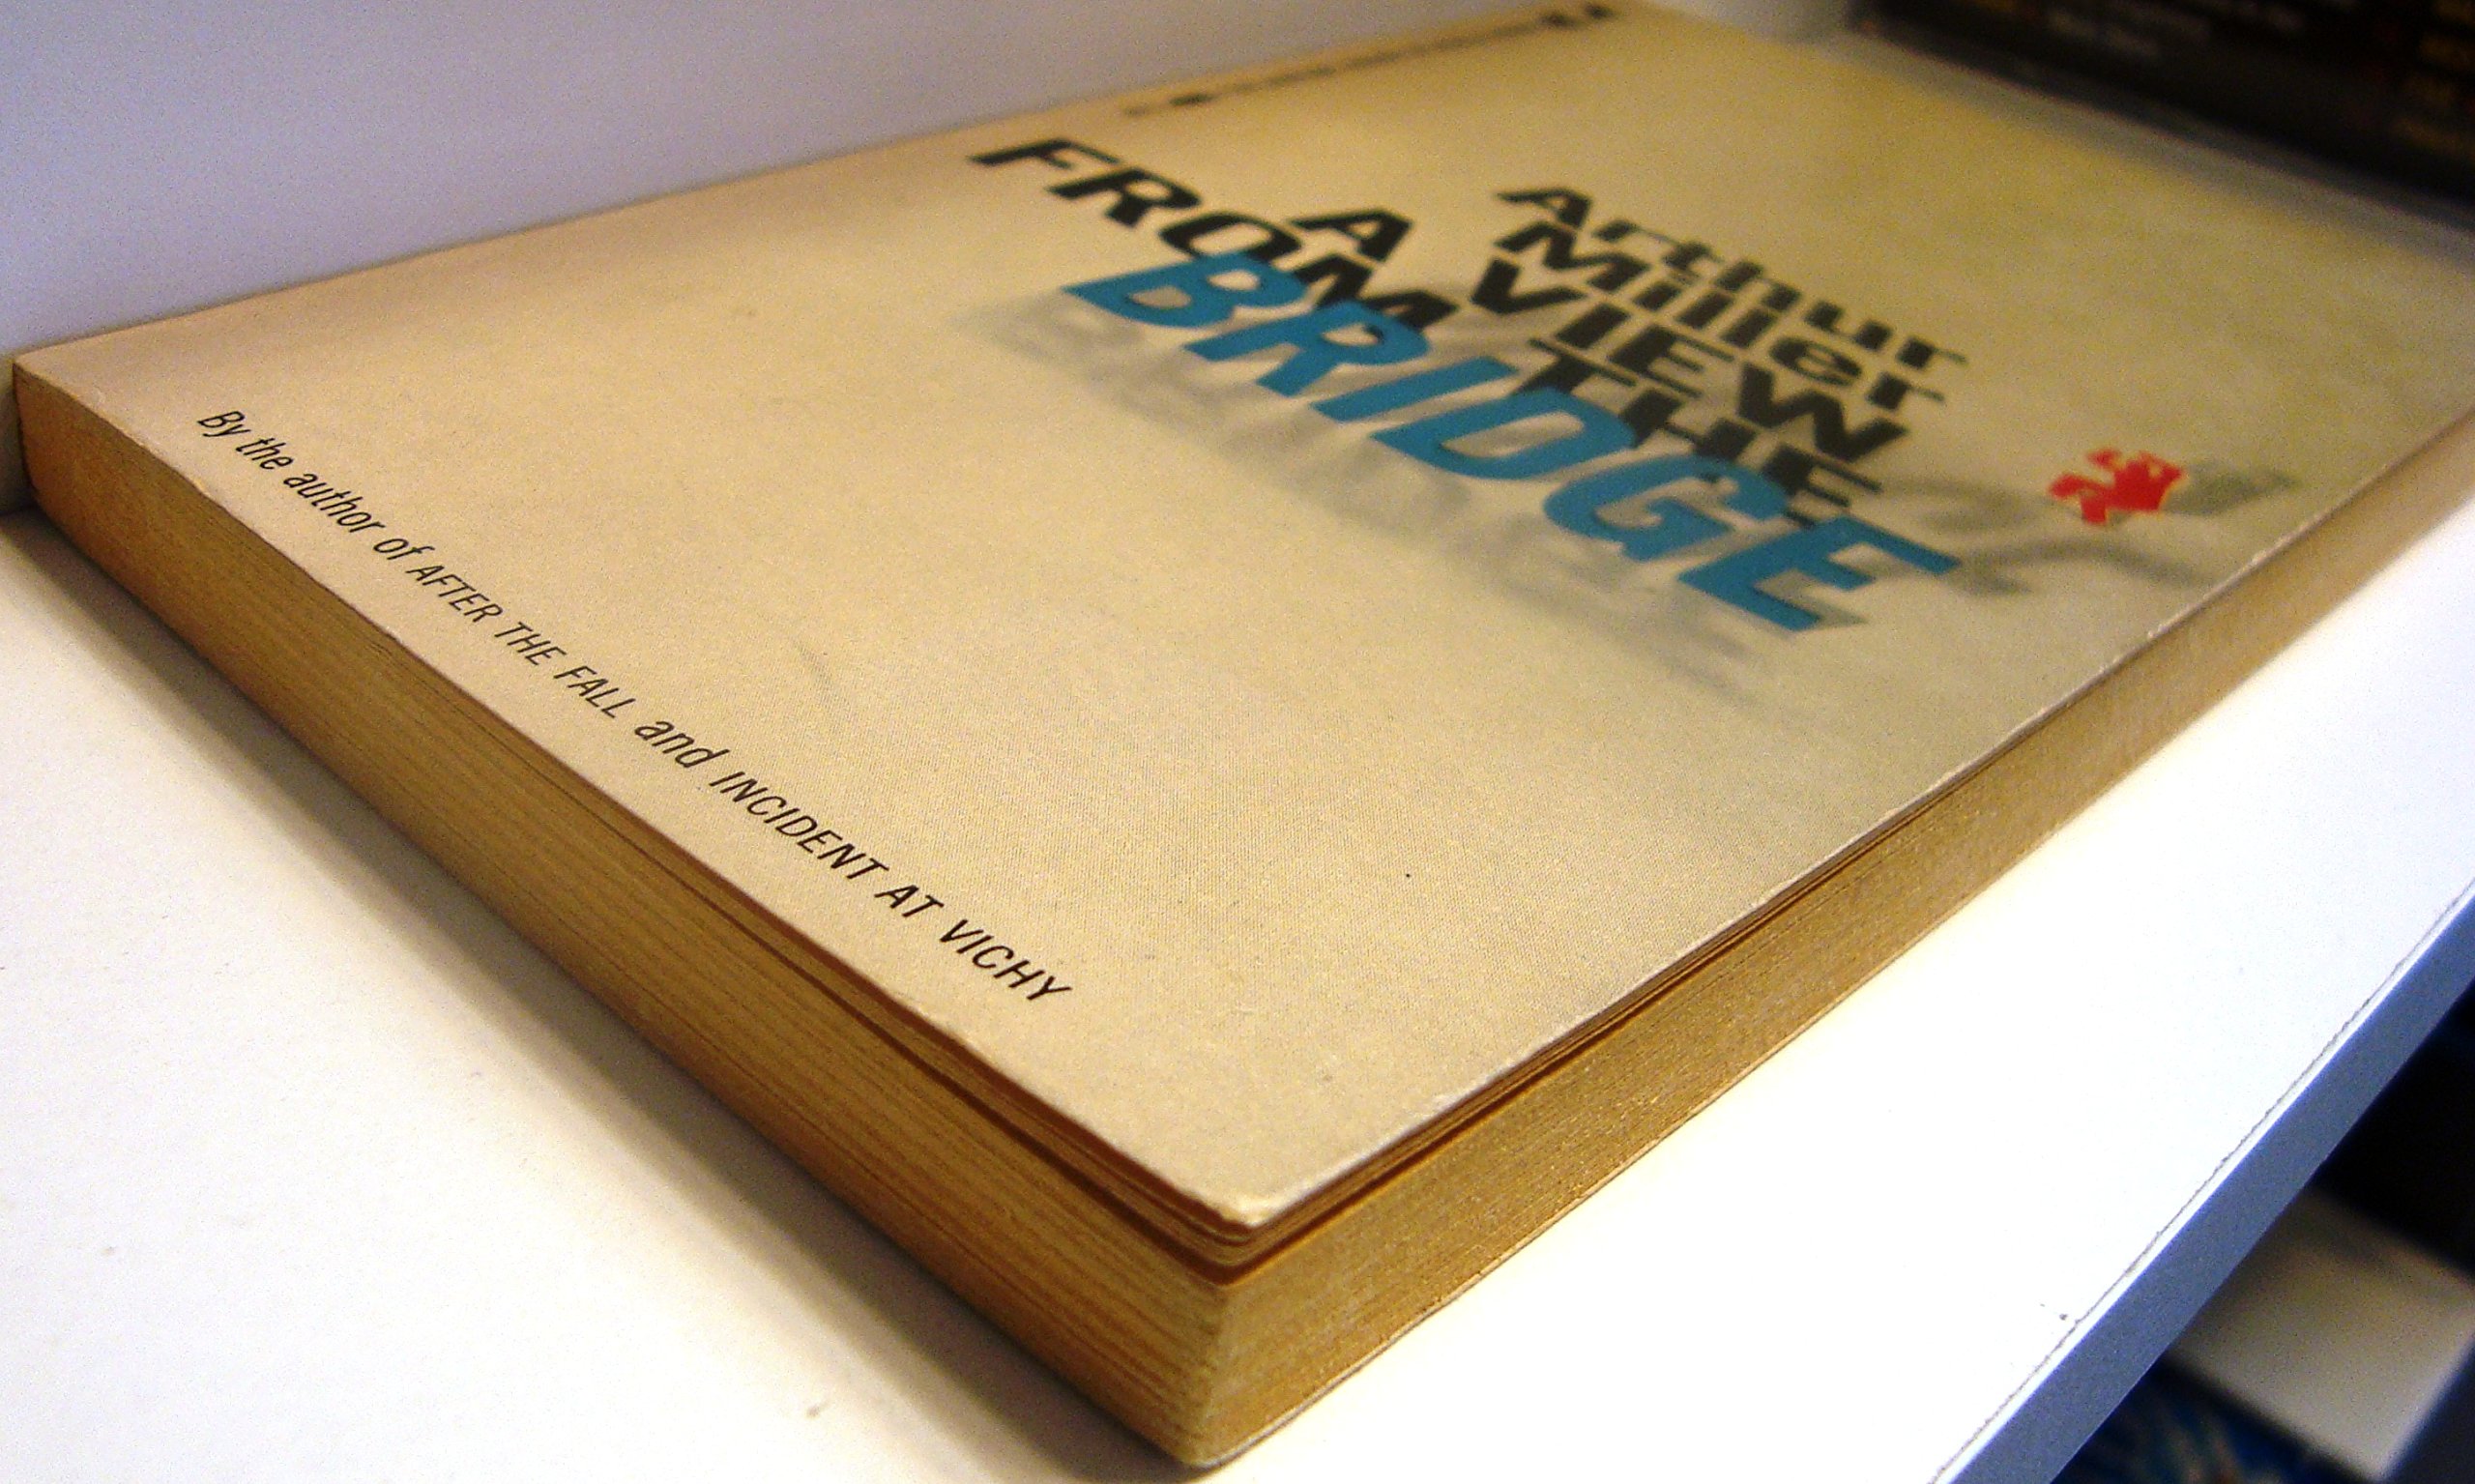 Arthur
Miller
A VIEW
FROM THE
BRIDGE
By the author of AFTER THE FALL and INCIDENT AT VICHY